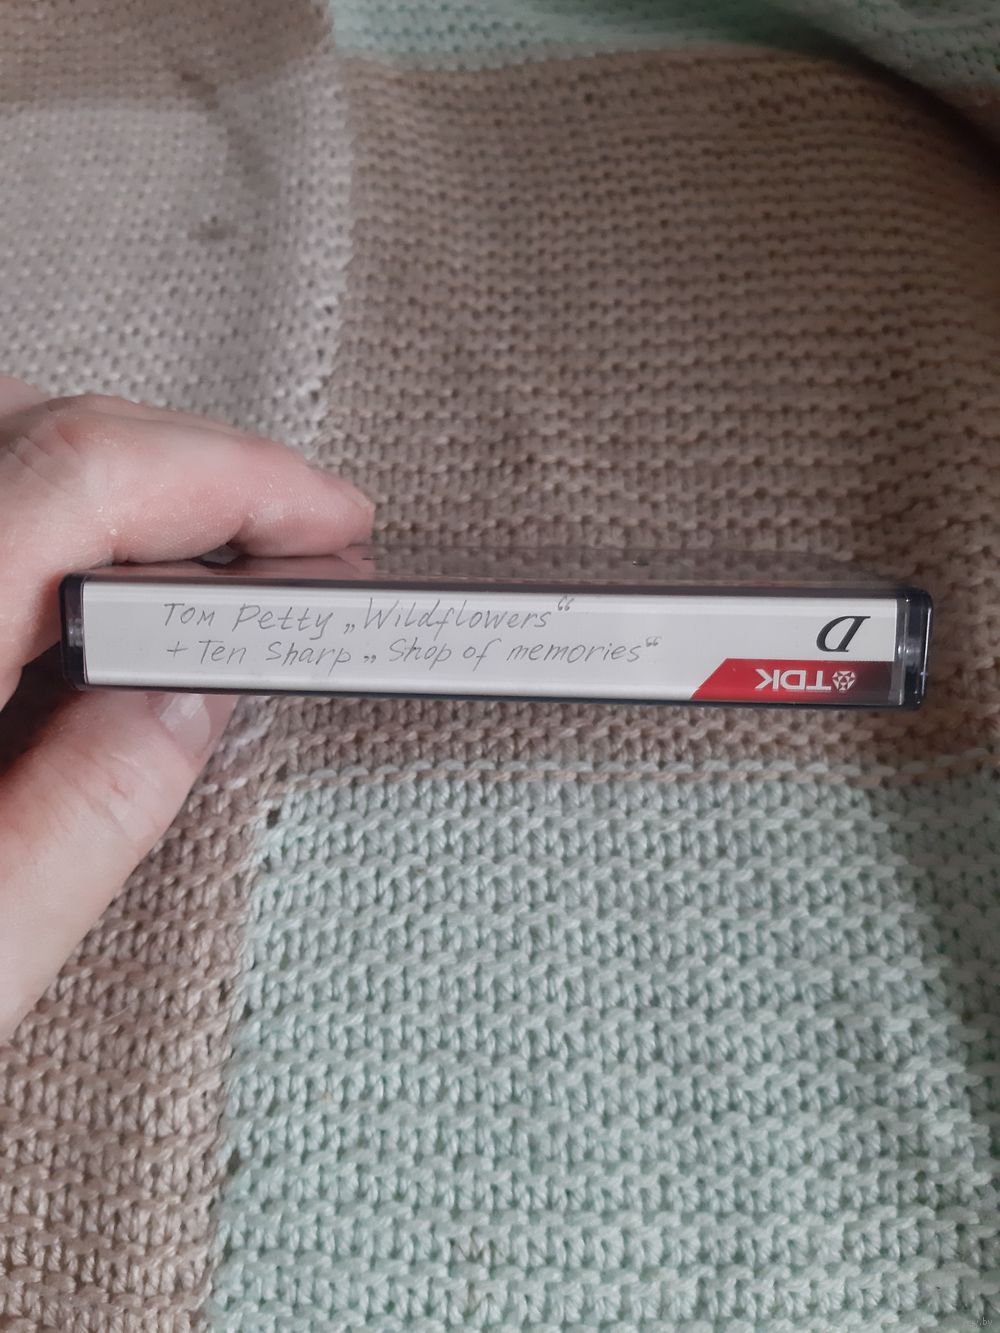 Tom Petty „Wildflowers“
+ Ten Sharp „Shop of memories“
D
TDK